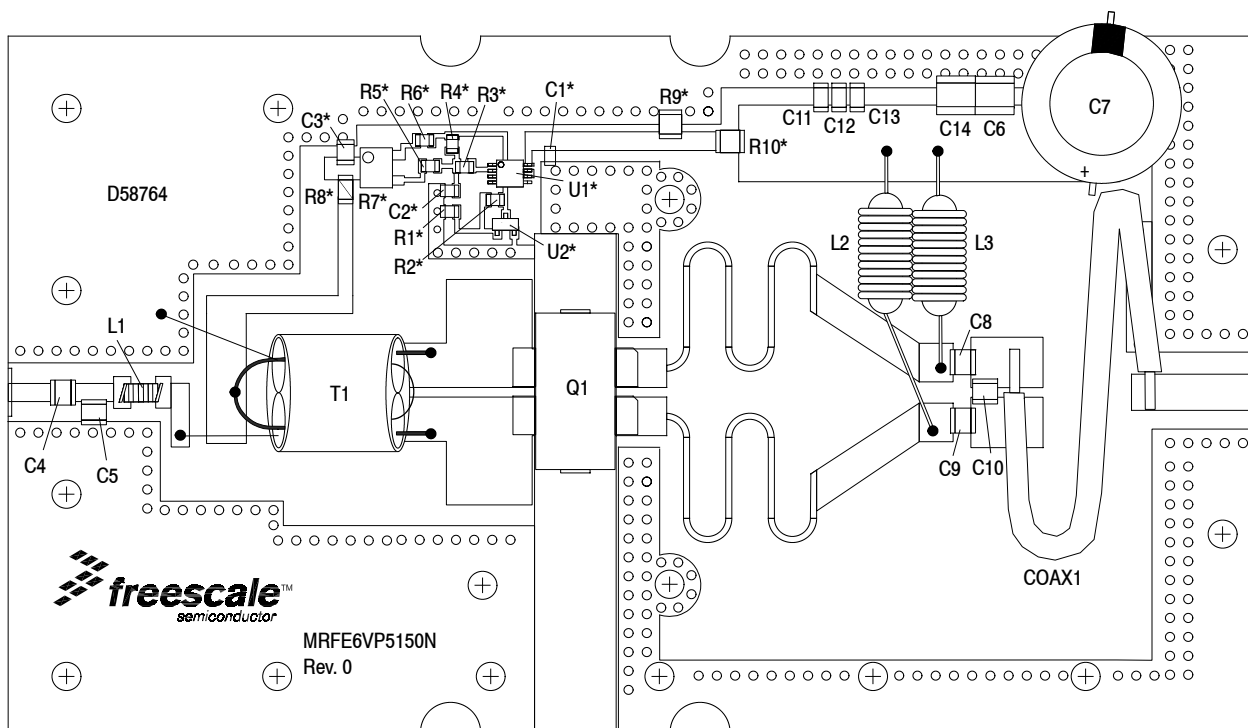 C7
+
R5*
R6*
R4*
R3*
C1*
R9*
C11
C12
C13
C14
C6
C3*
R10*
D58764
R8*
R7*
C2*
U1*
R1*
U2*
R2*
L2
L3
L1
T1
Q1
C8
C4
C5
C9
C10
COAX1
freescale™
semiconductor
MRFE6VP5150N
Rev. 0